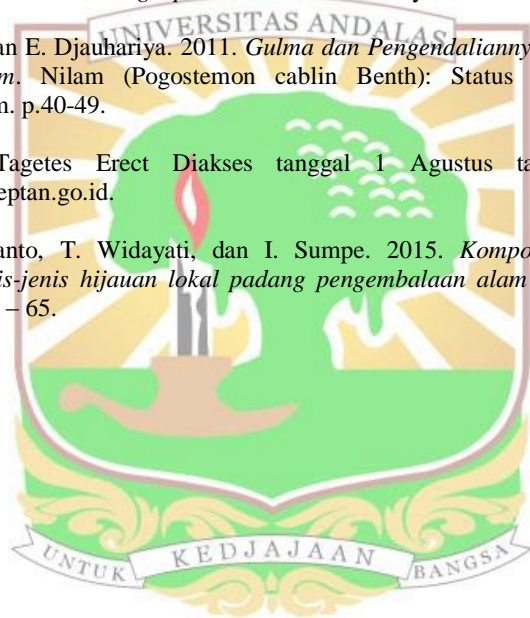 UNIVERSITAS ANDALAS
an E. Djauhariya. 2011. Gulma dan Pengendaliann
m. Nilam (Pogostemon cablin Benth): Status
n. p.40-49.
Tagetes Erect Diakses tanggal 1 Agustus ta
eptan.go.id.
anto, T. Widayati, dan I. Sumpe. 2015. Kompo
is-jenis hijauan lokal padang pengembalaan alam
– 65.
UNTUK KEDJAJAAN BANGSA